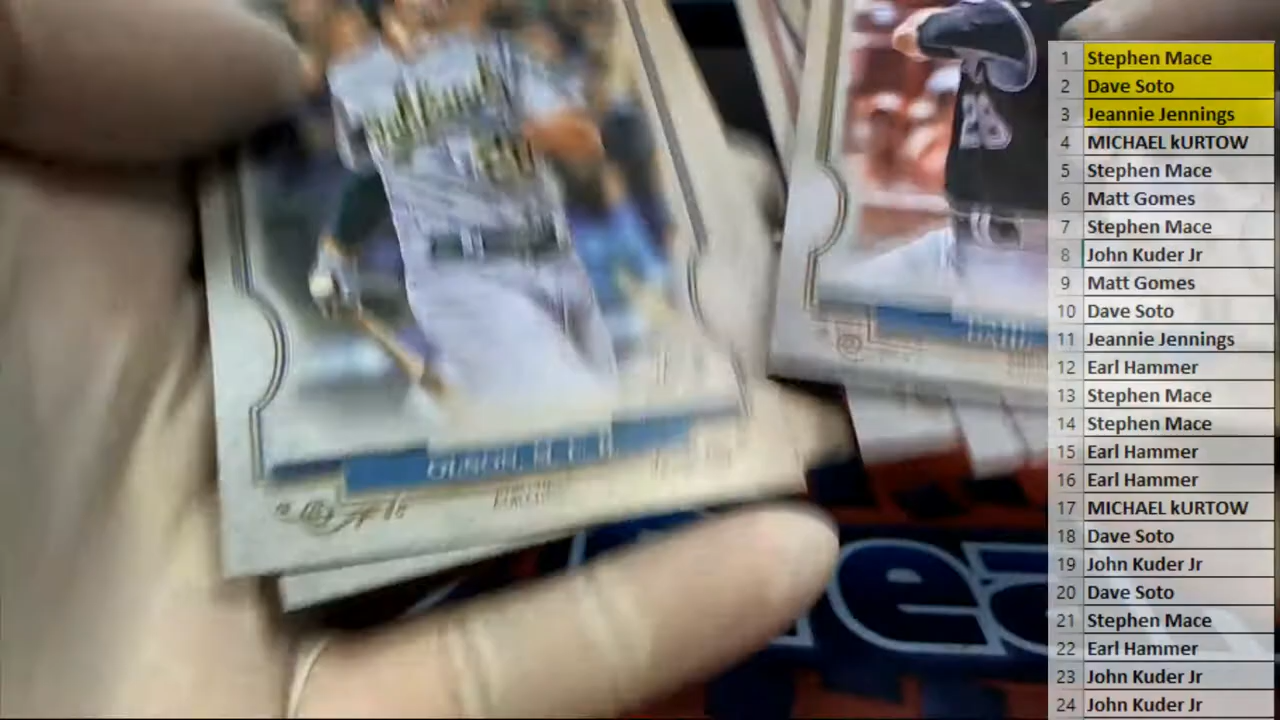 28
1 Stephen Mace
2 Dave Soto
3 Jeannie Jennings
4 MICHAEL kURTOW
5 Stephen Mace
6 Matt Gomes
7 Stephen Mace
8 John Kuder Jr
9 Matt Gomes
10 Dave Soto
11 Jeannie Jennings
12 Earl Hammer
13 Stephen Mace
14 Stephen Mace
15 Earl Hammer
16 Earl Hammer
17 MICHAEL kURTOW
18 Dave Soto
19 John Kuder Jr
20 Dave Soto
21 Stephen Mace
22 Earl Hammer
23 John Kuder Jr
24 John Kuder Jr